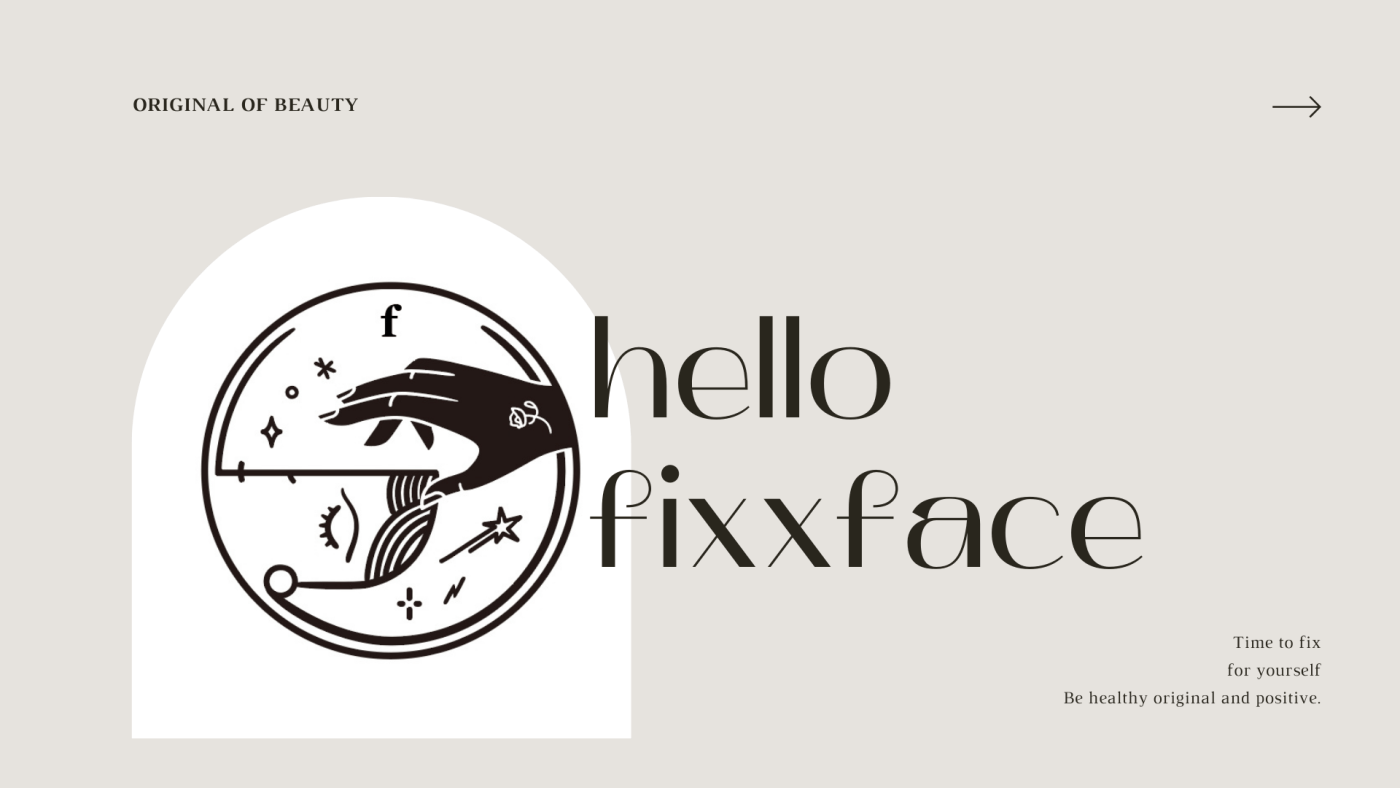 ORIGINAL OF BEAUTY
f
hello
fixxface
Time to fix
for yourself
Be healthy original and positive.